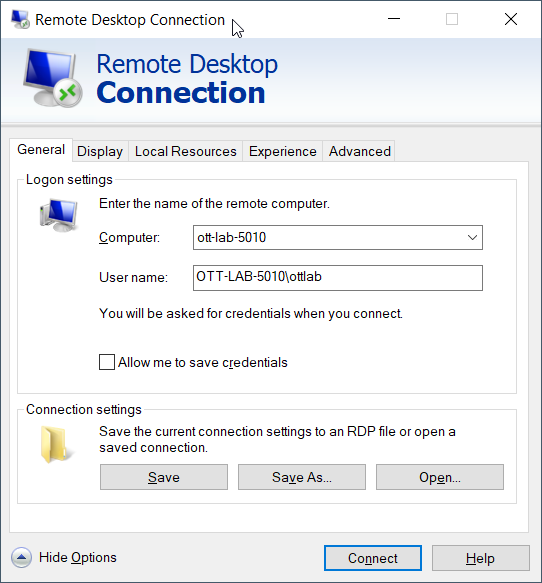 Remote Desktop Connection
Remote Desktop
Connection
General
Display
Local Resources
Experience
Advanced
Logon settings
Enter the name of the remote computer.
Computer:
ott-lab-5010
User name:
OTT-LAB-5010\ottlab
You will be asked for credentials when you connect.
Allow me to save credentials
Connection settings
Save the current connection settings to an RDP file or open a
saved connection.
Save
Save As...
Open...
Hide Options
Connect
Help